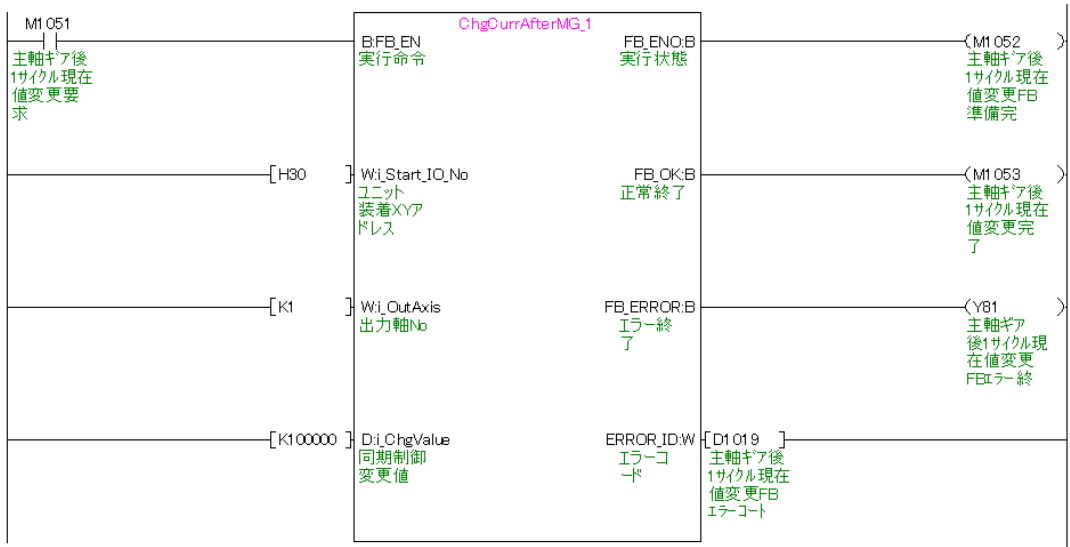 M1051
主軸ギア後
1サイクル現在
値変更要
求
ChgCurrAfterMG_1
B:FB_EN
実行命令
FB_ENO:B
実行状態
(M1052 )
主軸ギア後
1サイクル現在
値変更FB
準備完
[H30 ]
W:i_Start_IO_No
ユニット
装着XYア
ドレス
FB_OK:B
正常終了
(M1053 )
主軸ギア後
1サイクル現在
値変更完
了
[K1 ]
W:i_OutAxis
出力軸No
FB_ERROR:B
エラー終
了
(Y81 )
主軸ギア
後1サイクル現
在値変更
FBエラー終
[K100000 ]
D:i_ChgValue
同期制御
変更値
ERROR_ID:W
エラーコ
ード
[D1019 ]
主軸ギア後
1サイクル現在
値変更FB
エラーコート